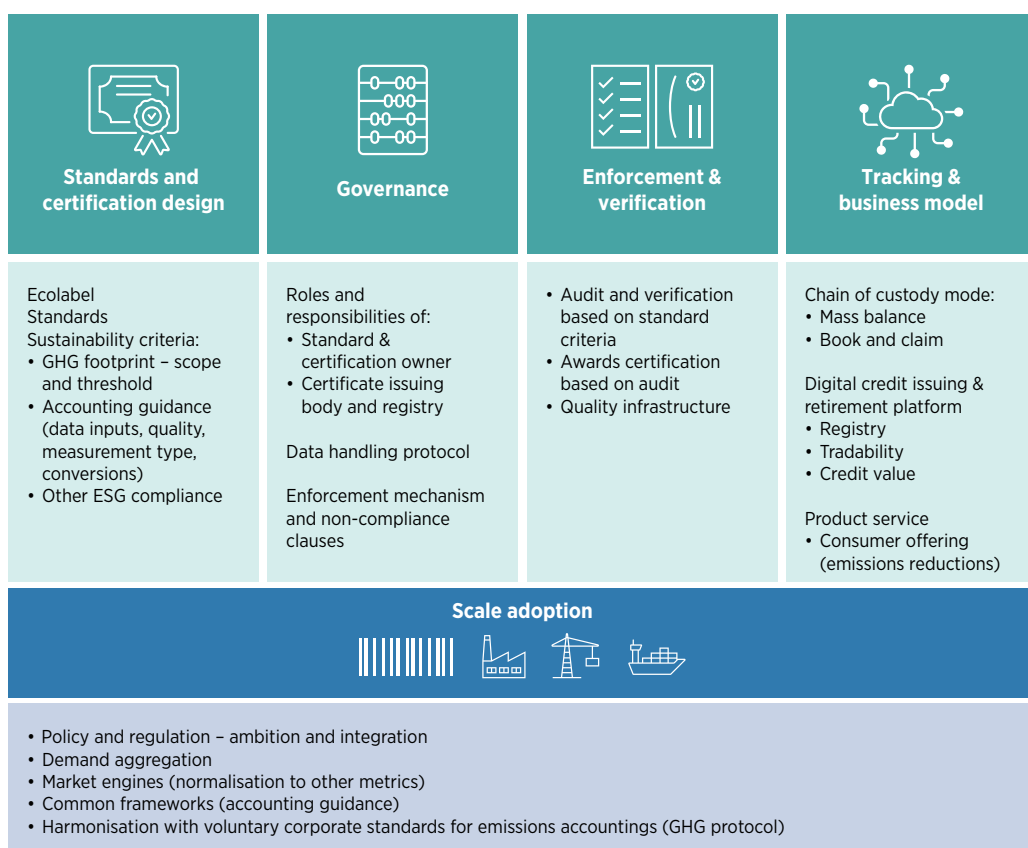 Standards and
certification design
Governance
Enforcement &
verification
Tracking &
business model
Ecolabel
Standards
Sustainability criteria:
• GHG footprint – scope
and threshold
• Accounting guidance
(data inputs, quality,
measurement type,
conversions)
• Other ESG compliance
Roles and
responsibilities of:
• Standard &
certification owner
• Certificate issuing
body and registry
Data handling protocol
Enforcement mechanism
and non-compliance
clauses
• Audit and verification
based on standard
criteria
• Awards certification
based on audit
• Quality infrastructure
Chain of custody mode:
• Mass balance
• Book and claim
Digital credit issuing &
retirement platform
• Registry
• Tradability
• Credit value
Product service
• Consumer offering
(emissions reductions)
Scale adoption
• Policy and regulation – ambition and integration
• Demand aggregation
• Market engines (normalisation to other metrics)
• Common frameworks (accounting guidance)
• Harmonisation with voluntary corporate standards for emissions accountings (GHG protocol)